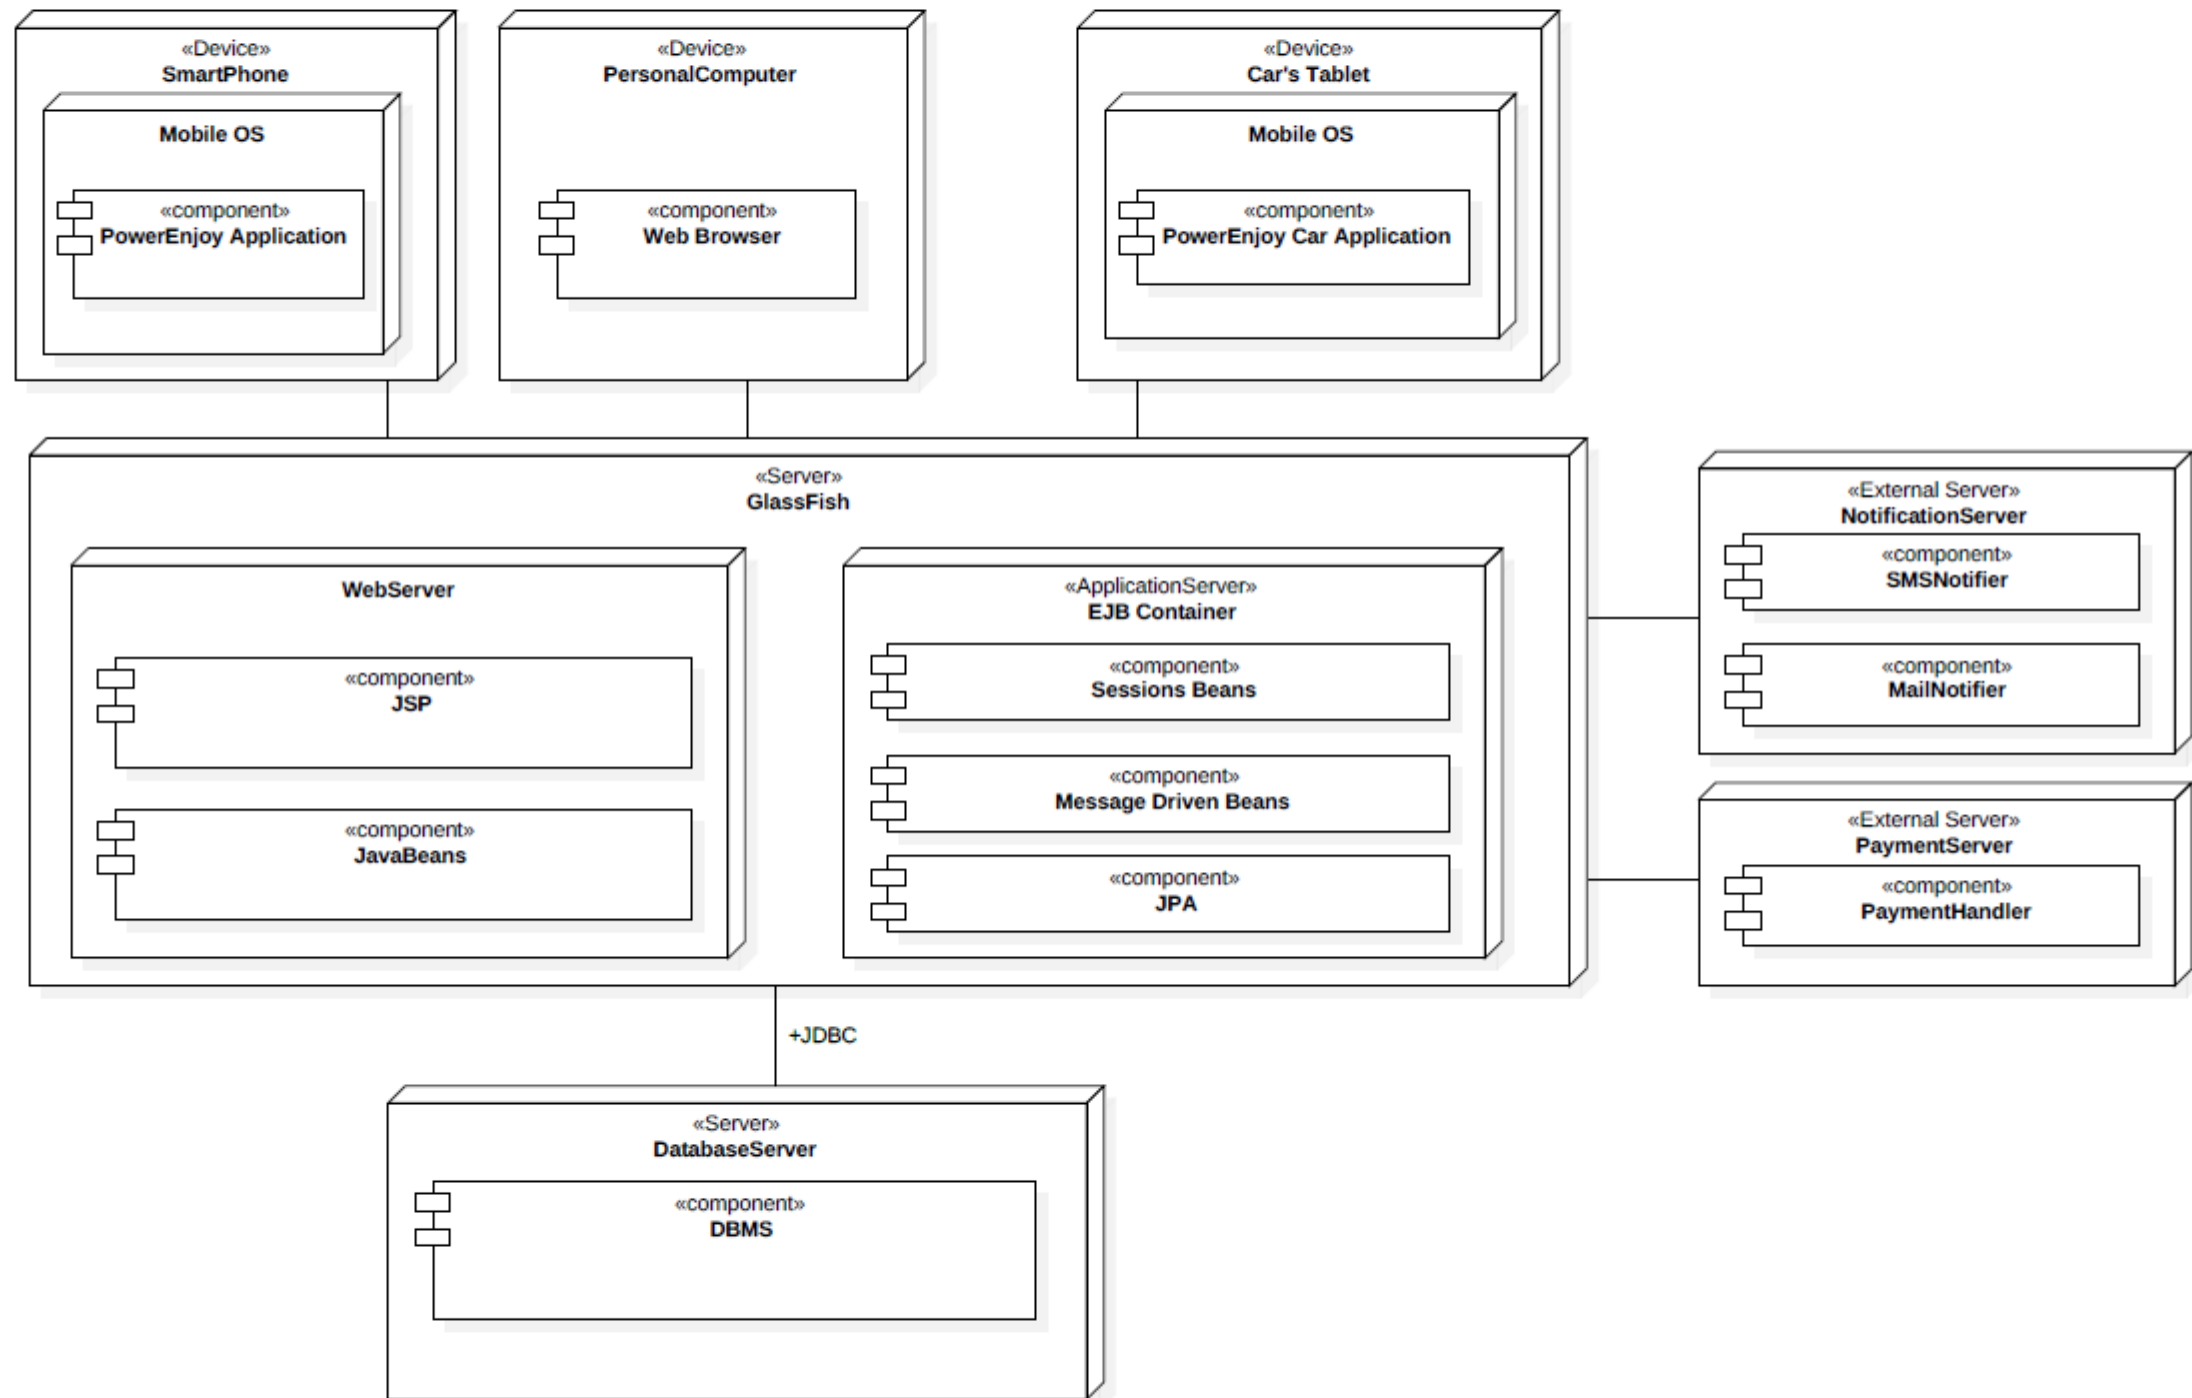 «Device»
SmartPhone
Mobile OS
«component»
PowerEnjoy Application
«Device»
PersonalComputer
«component»
Web Browser
«Device»
Car's Tablet
Mobile OS
«component»
PowerEnjoy Car Application
«Server»
GlassFish
WebServer
«component»
JSP
«component»
JavaBeans
«ApplicationServer»
EJB Container
«component»
Sessions Beans
«component»
Message Driven Beans
«component»
JPA
«External Server»
NotificationServer
«component»
SMSNotifier
«component»
MailNotifier
«External Server»
PaymentServer
«component»
PaymentHandler
+JDBC
«Server»
DatabaseServer
«component»
DBMS